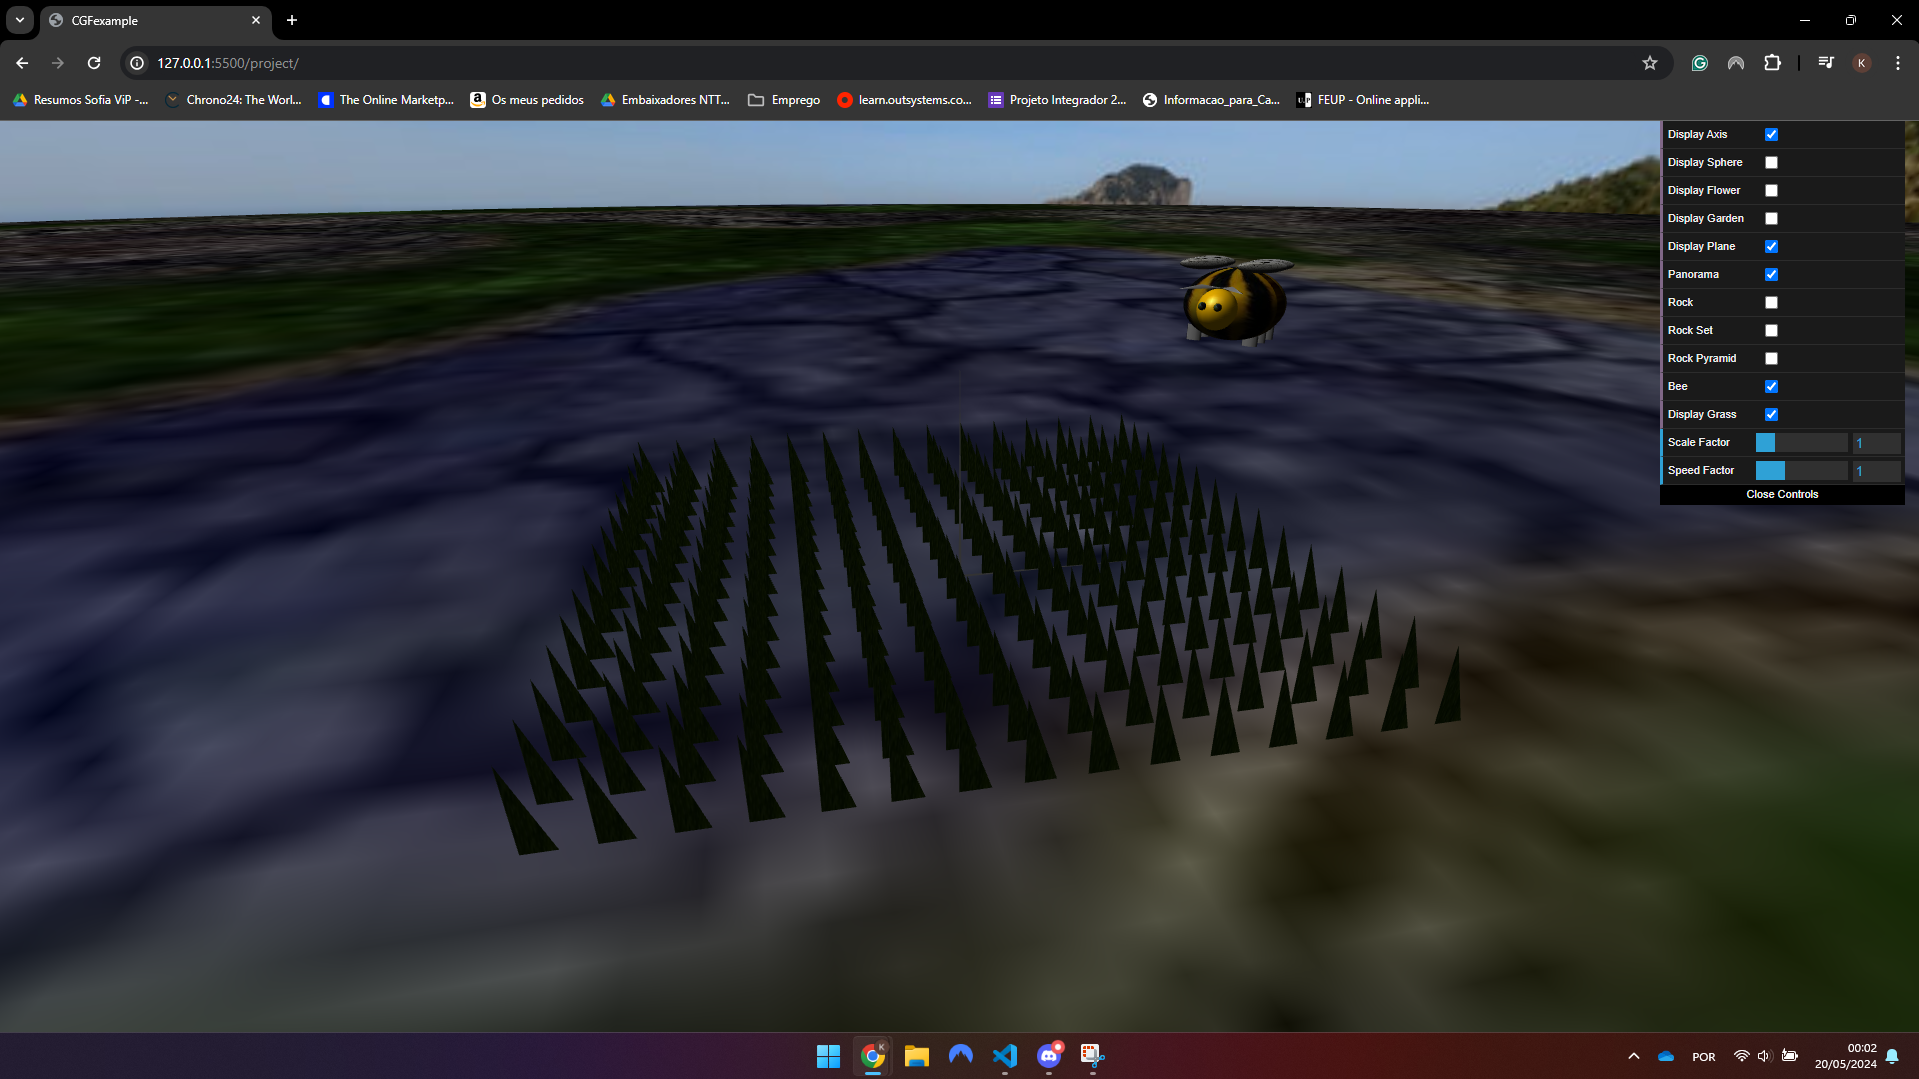 CGFexample
127.0.0.1:5500/project/
K
Resumos Sofia ViP -...
Chrono24: The Worl...
The Online Marketp...
Os meus pedidos
Embaixadores NTT...
Emprego
learn.outsystems.co...
Projeto Integrador 2...
Informacao_para_Ca...
FEUP - Online appli...
Display Axis
Display Sphere
Display Flower
Display Garden
Display Plane
Panorama
Rock
Rock Set
Rock Pyramid
Bee
Display Grass
Scale Factor 1
Speed Factor 1
Close Controls
K
POR
00:02
20/05/2024